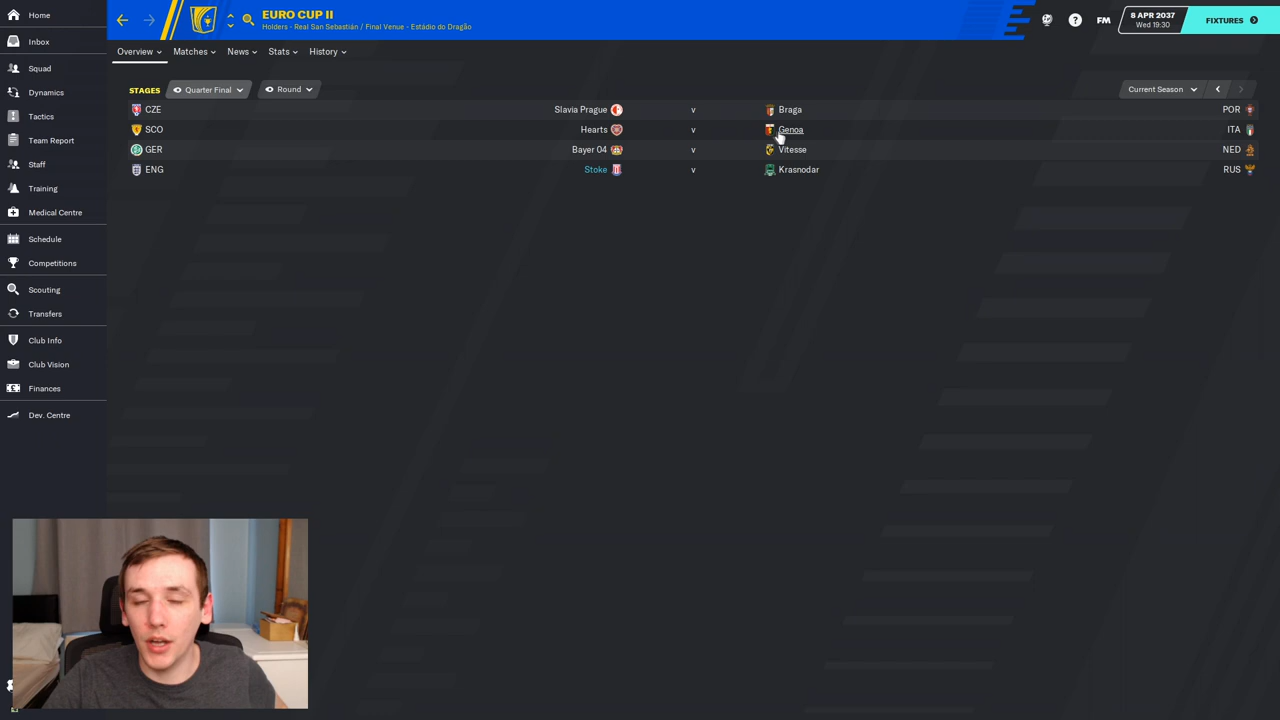 Home
Inbox
Squad
Dynamics
Tactics
Team Report
Staff
Training
Medical Centre
Schedule
Competitions
Scouting
Transfers
Club Info
Club Vision
Finances
Dev. Centre
EURO CUP II
Holders - Real San Sebastián / Final Venue - Estádio do Dragão
FM
8 APR 2037
Wed 19:30
FIXTURES
Overview
Matches
News
Stats
History
STAGES Quarter Final Round Current Season
CZE Slavia Prague v Braga POR
SCO Hearts v Genoa ITA
GER Bayer 04 v Vitesse NED
ENG Stoke v Krasnodar RUS